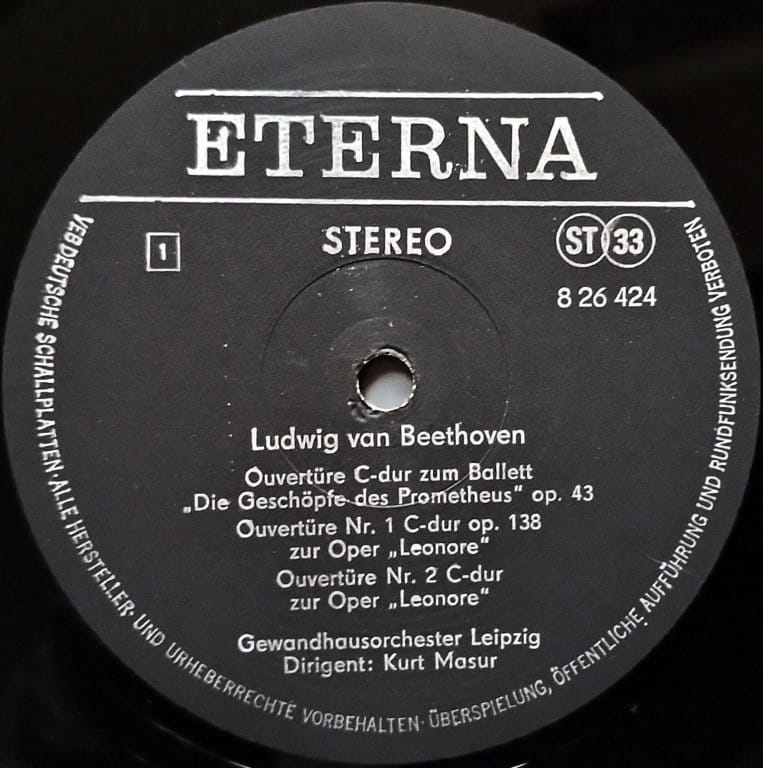 ETERNA
1
STEREO
ST 33
8 26 424
Ludwig van Beethoven
Ouvertüre C-dur zum Ballett
„Die Geschöpfe des Prometheus“ op. 43
Ouvertüre Nr. 1 C-dur op. 138
zur Oper „Leonore“
Ouvertüre Nr. 2 C-dur
zur Oper „Leonore“
Gewandhausorchester Leipzig
Dirigent: Kurt Masur
VEB DEUTSCHE SCHALLPLATTEN · ALLE HERSTELLER- UND URHEBERRECHTE VORBEHALTEN · ÜBERSPIELUNG, ÖFFENTLICHE AUFFÜHRUNG UND RUNDFUNKSENDUNG VERBOTEN